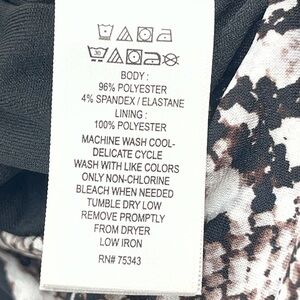 BODY :
96% POLYESTER
4% SPANDEX / ELASTANE
LINING :
100% POLYESTER
MACHINE WASH COOL-
DELICATE CYCLE
WASH WITH LIKE COLORS
ONLY NON-CHLORINE
BLEACH WHEN NEEDED
TUMBLE DRY LOW
REMOVE PROMPTLY
FROM DRYER
LOW IRON
RN# 75343